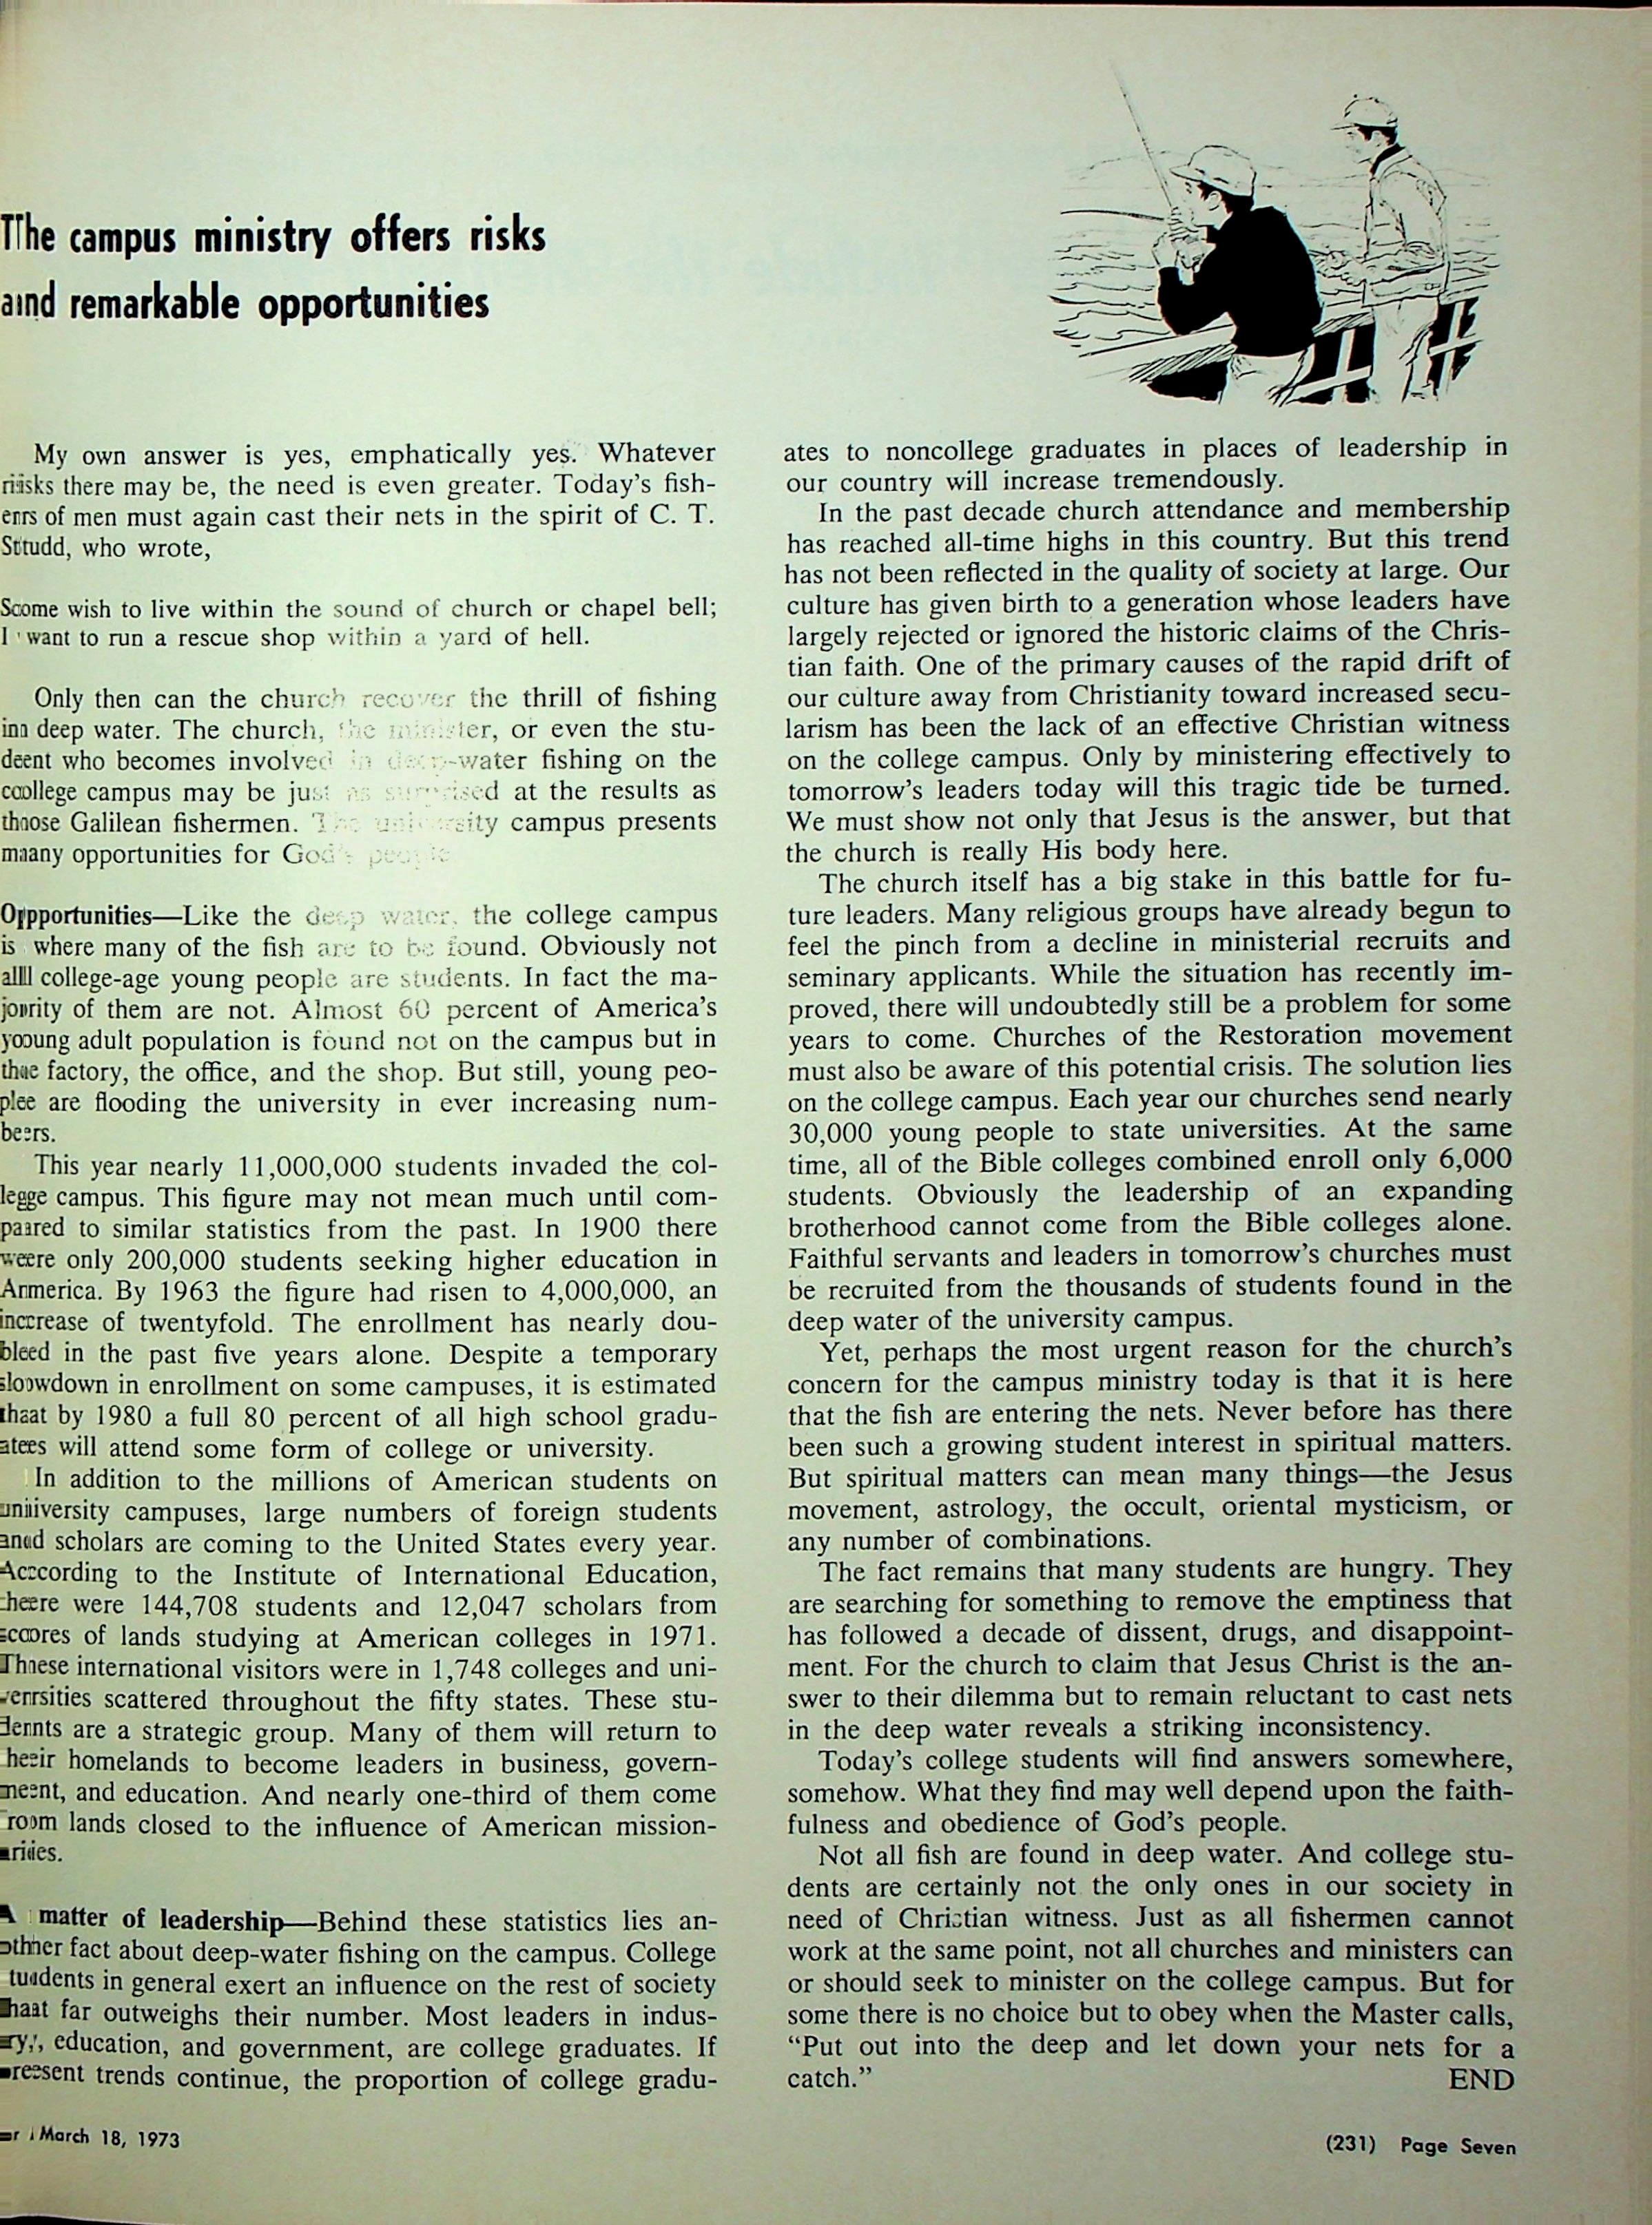 The campus ministry offers risks
and remarkable opportunities
My own answer is yes, emphatically yes. Whatever
risks there may be, the need is even greater. Today's fish-
ers of men must again cast their nets in the spirit of C. T.
Studd, who wrote,
Some wish to live within the sound of church or chapel bell;
I want to run a rescue shop within a yard of hell.
Only then can the church recover the thrill of fishing
in deep water. The church, the minister, or even the stu-
dent who becomes involved in deep-water fishing on the
college campus may be just as surprised at the results as
those Galilean fishermen. The university campus presents
many opportunities for God's people
Opportunities—Like the deep water, the college campus
is where many of the fish are to be found. Obviously not
all college-age young people are students. In fact the ma-
jority of them are not. Almost 60 percent of America's
young adult population is found not on the campus but in
the factory, the office, and the shop. But still, young peo-
ple are flooding the university in ever increasing num-
bers.
This year nearly 11,000,000 students invaded the col-
lege campus. This figure may not mean much until com-
pared to similar statistics from the past. In 1900 there
were only 200,000 students seeking higher education in
America. By 1963 the figure had risen to 4,000,000, an
increase of twentyfold. The enrollment has nearly dou-
bled in the past five years alone. Despite a temporary
slowdown in enrollment on some campuses, it is estimated
that by 1980 a full 80 percent of all high school gradu-
ates will attend some form of college or university.
In addition to the millions of American students on
university campuses, large numbers of foreign students
and scholars are coming to the United States every year.
According to the Institute of International Education,
there were 144,708 students and 12,047 scholars from
scores of lands studying at American colleges in 1971.
These international visitors were in 1,748 colleges and uni-
versities scattered throughout the fifty states. These stu-
dents are a strategic group. Many of them will return to
their homelands to become leaders in business, govern-
ment, and education. And nearly one-third of them come
from lands closed to the influence of American mission-
aries.
A matter of leadership—Behind these statistics lies an-
other fact about deep-water fishing on the campus. College
students in general exert an influence on the rest of society
that far outweighs their number. Most leaders in indus-
try, education, and government, are college graduates. If
present trends continue, the proportion of college gradu-
March 18, 1973
ates to noncollege graduates in places of leadership in
our country will increase tremendously.
In the past decade church attendance and membership
has reached all-time highs in this country. But this trend
has not been reflected in the quality of society at large. Our
culture has given birth to a generation whose leaders have
largely rejected or ignored the historic claims of the Chris-
tian faith. One of the primary causes of the rapid drift of
our culture away from Christianity toward increased secu-
larism has been the lack of an effective Christian witness
on the college campus. Only by ministering effectively to
tomorrow's leaders today will this tragic tide be turned.
We must show not only that Jesus is the answer, but that
the church is really His body here.
The church itself has a big stake in this battle for fu-
ture leaders. Many religious groups have already begun to
feel the pinch from a decline in ministerial recruits and
seminary applicants. While the situation has recently im-
proved, there will undoubtedly still be a problem for some
years to come. Churches of the Restoration movement
must also be aware of this potential crisis. The solution lies
on the college campus. Each year our churches send nearly
30,000 young people to state universities. At the same
time, all of the Bible colleges combined enroll only 6,000
students. Obviously the leadership of an expanding
brotherhood cannot come from the Bible colleges alone.
Faithful servants and leaders in tomorrow's churches must
be recruited from the thousands of students found in the
deep water of the university campus.
Yet, perhaps the most urgent reason for the church's
concern for the campus ministry today is that it is here
that the fish are entering the nets. Never before has there
been such a growing student interest in spiritual matters.
But spiritual matters can mean many things—the Jesus
movement, astrology, the occult, oriental mysticism, or
any number of combinations.
The fact remains that many students are hungry. They
are searching for something to remove the emptiness that
has followed a decade of dissent, drugs, and disappoint-
ment. For the church to claim that Jesus Christ is the an-
swer to their dilemma but to remain reluctant to cast nets
in the deep water reveals a striking inconsistency.
Today's college students will find answers somewhere,
somehow. What they find may well depend upon the faith-
fulness and obedience of God's people.
Not all fish are found in deep water. And college stu-
dents are certainly not the only ones in our society in
need of Christian witness. Just as all fishermen cannot
work at the same point, not all churches and ministers can
or should seek to minister on the college campus. But for
some there is no choice but to obey when the Master calls,
“Put out into the deep and let down your nets for a
catch.” END
(231) Page Seven